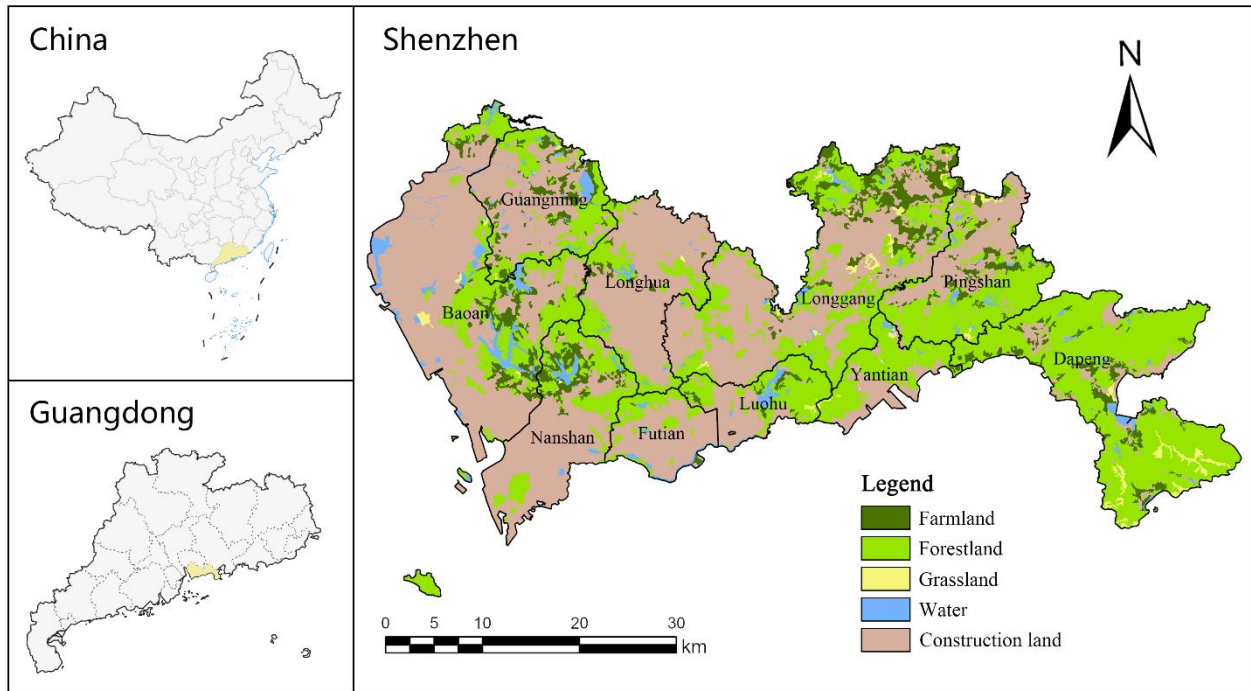 China
Guangdong
Shenzhen
N
Guangming
Longhua
Baoan
Longgang
Pingshan
Dapeng
Yantian
Luohu
Nanshan
Futian
Legend
Farmland
Forestland
Grassland
Water
Construction land
0 5 10 20 30
km